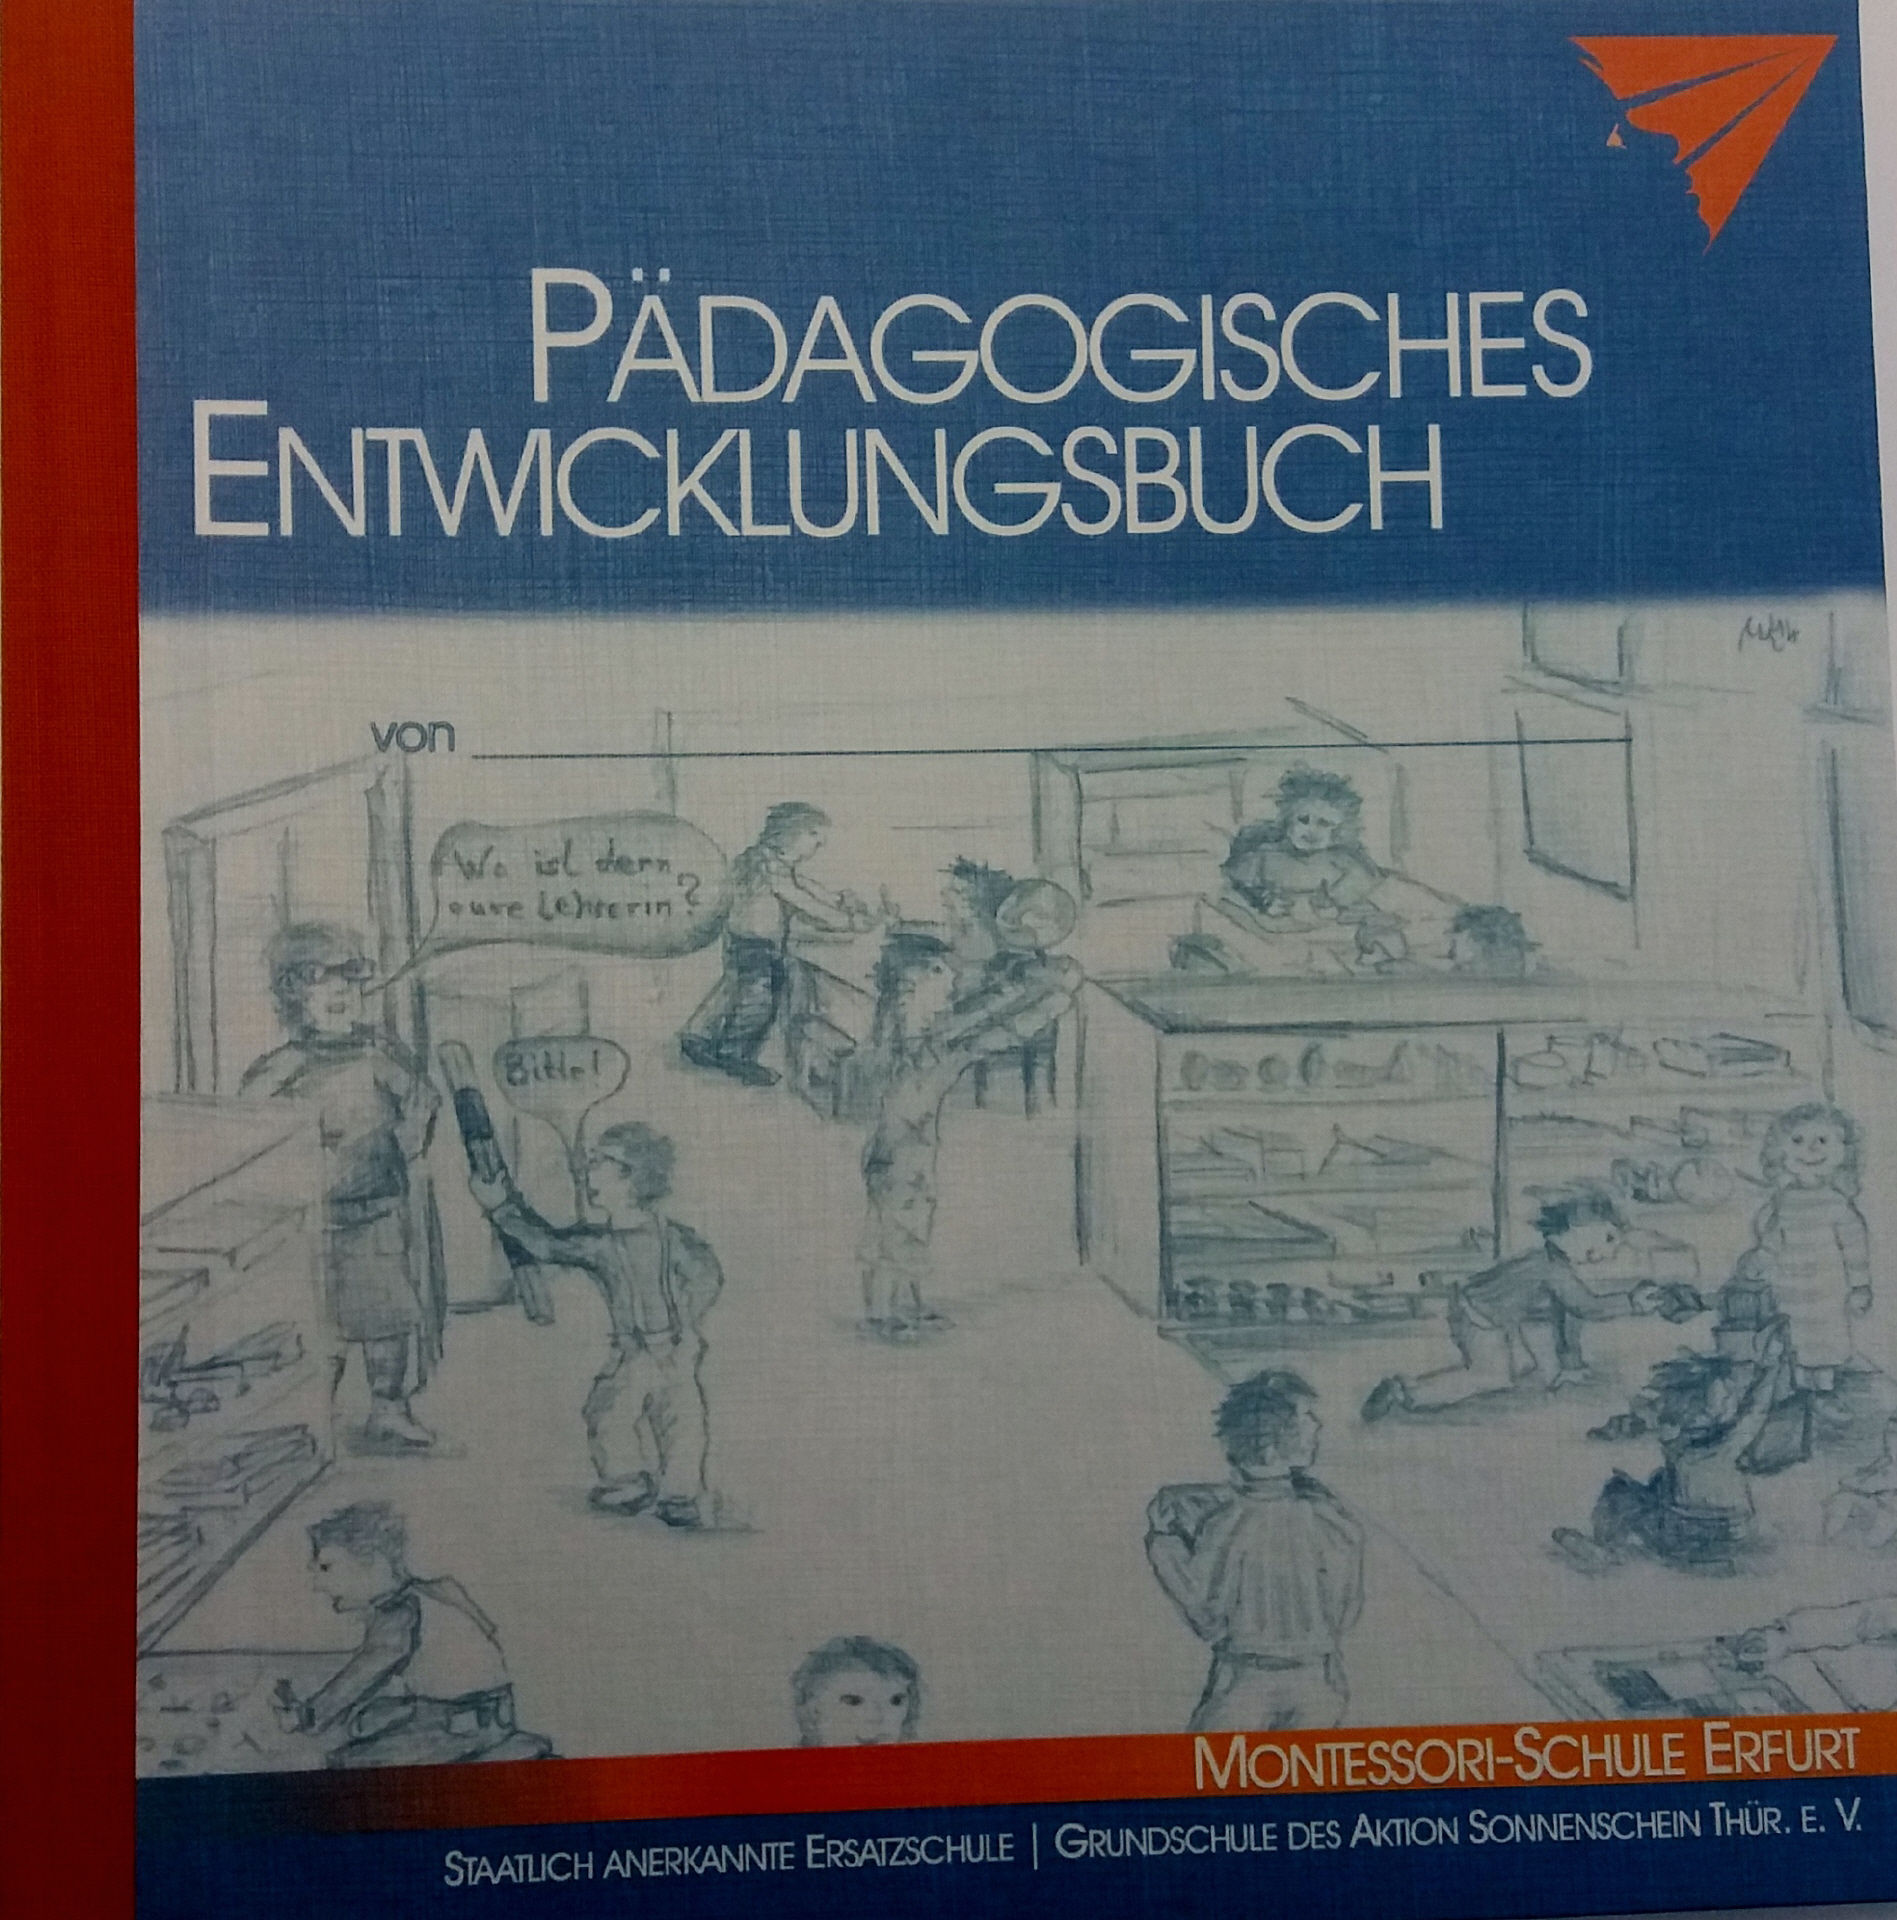 PÄDAGOGISCHES
ENTWICKLUNGSBUCH
von
Wo ist denn
eure Lehrerin?
Bitte!
MONTESSORI-SCHULE ERFURT
STAATLICH ANERKANNTE ERSATZSCHULE | GRUNDSCHULE DES AKTION SONNENSCHEIN THÜR. E. V.